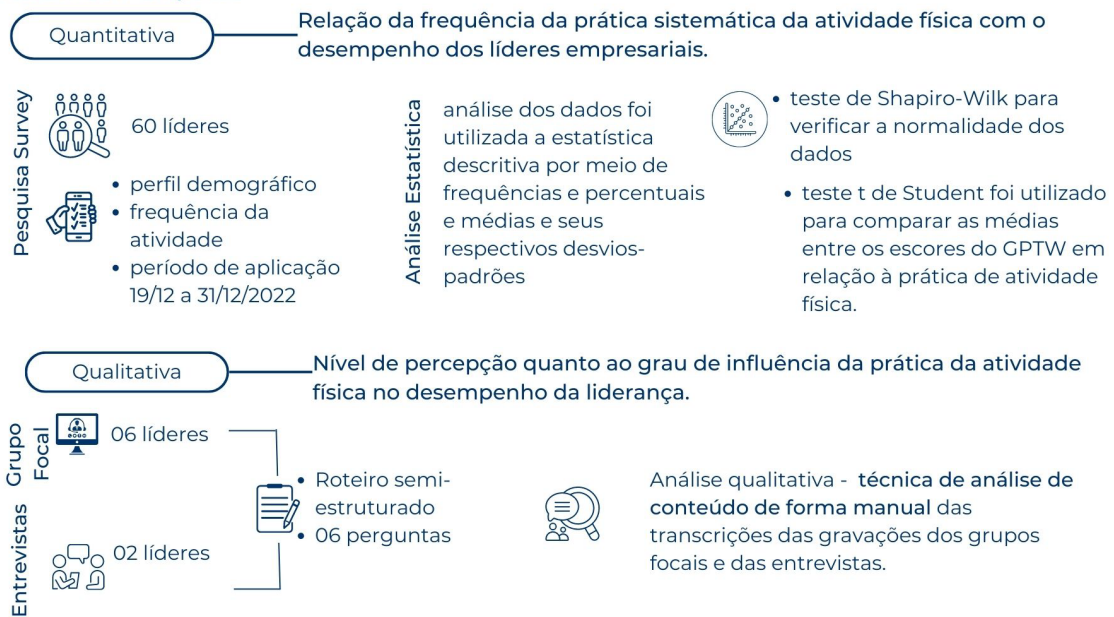 Quantitativa
Relação da frequência da prática sistemática da atividade física com o
desempenho dos líderes empresariais.
Pesquisa Survey
60 líderes
• perfil demográfico
• frequência da
atividade
• período de aplicação
19/12 a 31/12/2022
Análise Estatística
análise dos dados foi
utilizada a estatística
descritiva por meio de
frequências e percentuais
e médias e seus
respectivos desvios-
padrões
• teste de Shapiro-Wilk para
verificar a normalidade dos
dados
• teste t de Student foi utilizado
para comparar as médias
entre os escores do GPTW em
relação à prática de atividade
física.
Qualitativa
Nível de percepção quanto ao grau de influência da prática da atividade
física no desempenho da liderança.
Grupo
Focal
06 líderes
Entrevistas
02 líderes
• Roteiro semi-
estruturado
• 06 perguntas
Análise qualitativa - técnica de análise de
conteúdo de forma manual das
transcrições das gravações dos grupos
focais e das entrevistas.